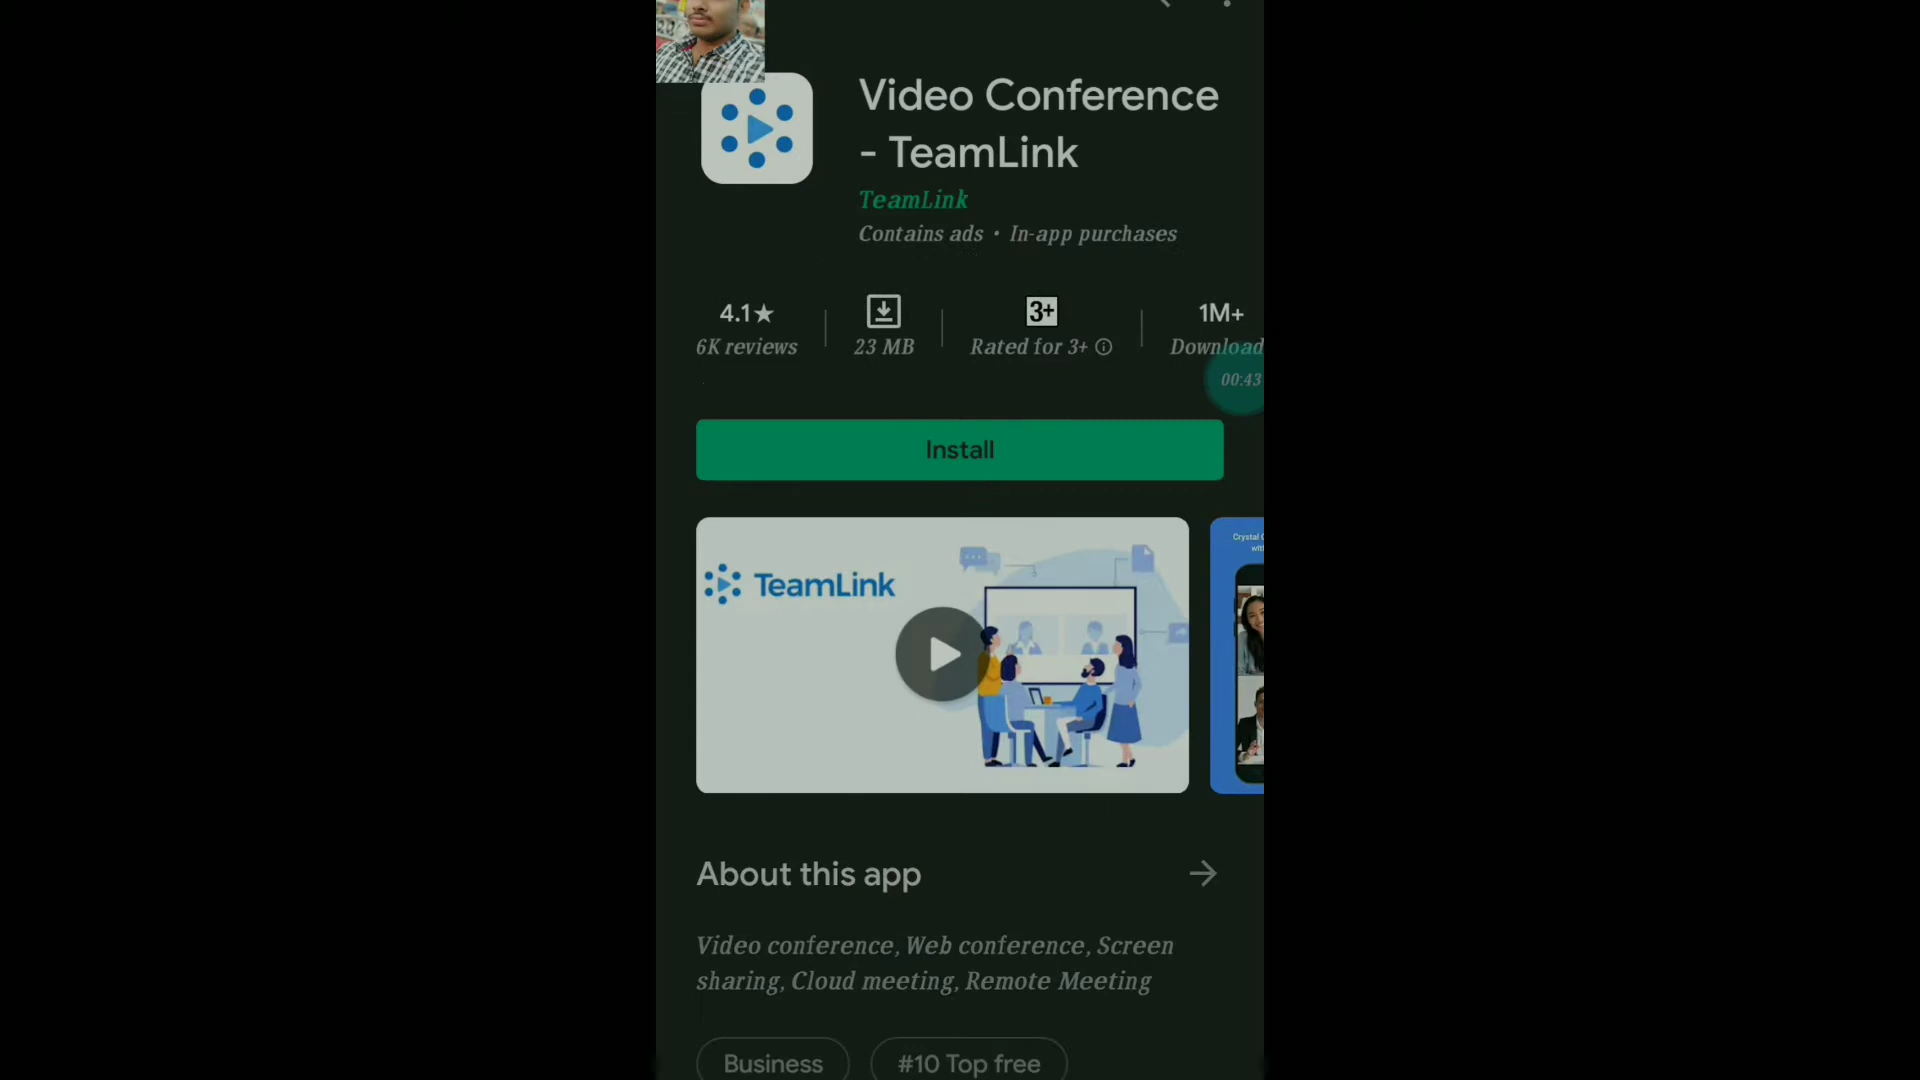 Video Conference
- TeamLink
TeamLink
Contains ads • In-app purchases
4.1★
6K reviews
23 MB
3+
Rated for 3+
1M+
Download
00:43
Install
TeamLink
Crystal
About this app
Video conference, Web conference, Screen
sharing, Cloud meeting, Remote Meeting
Business
#10 Top free